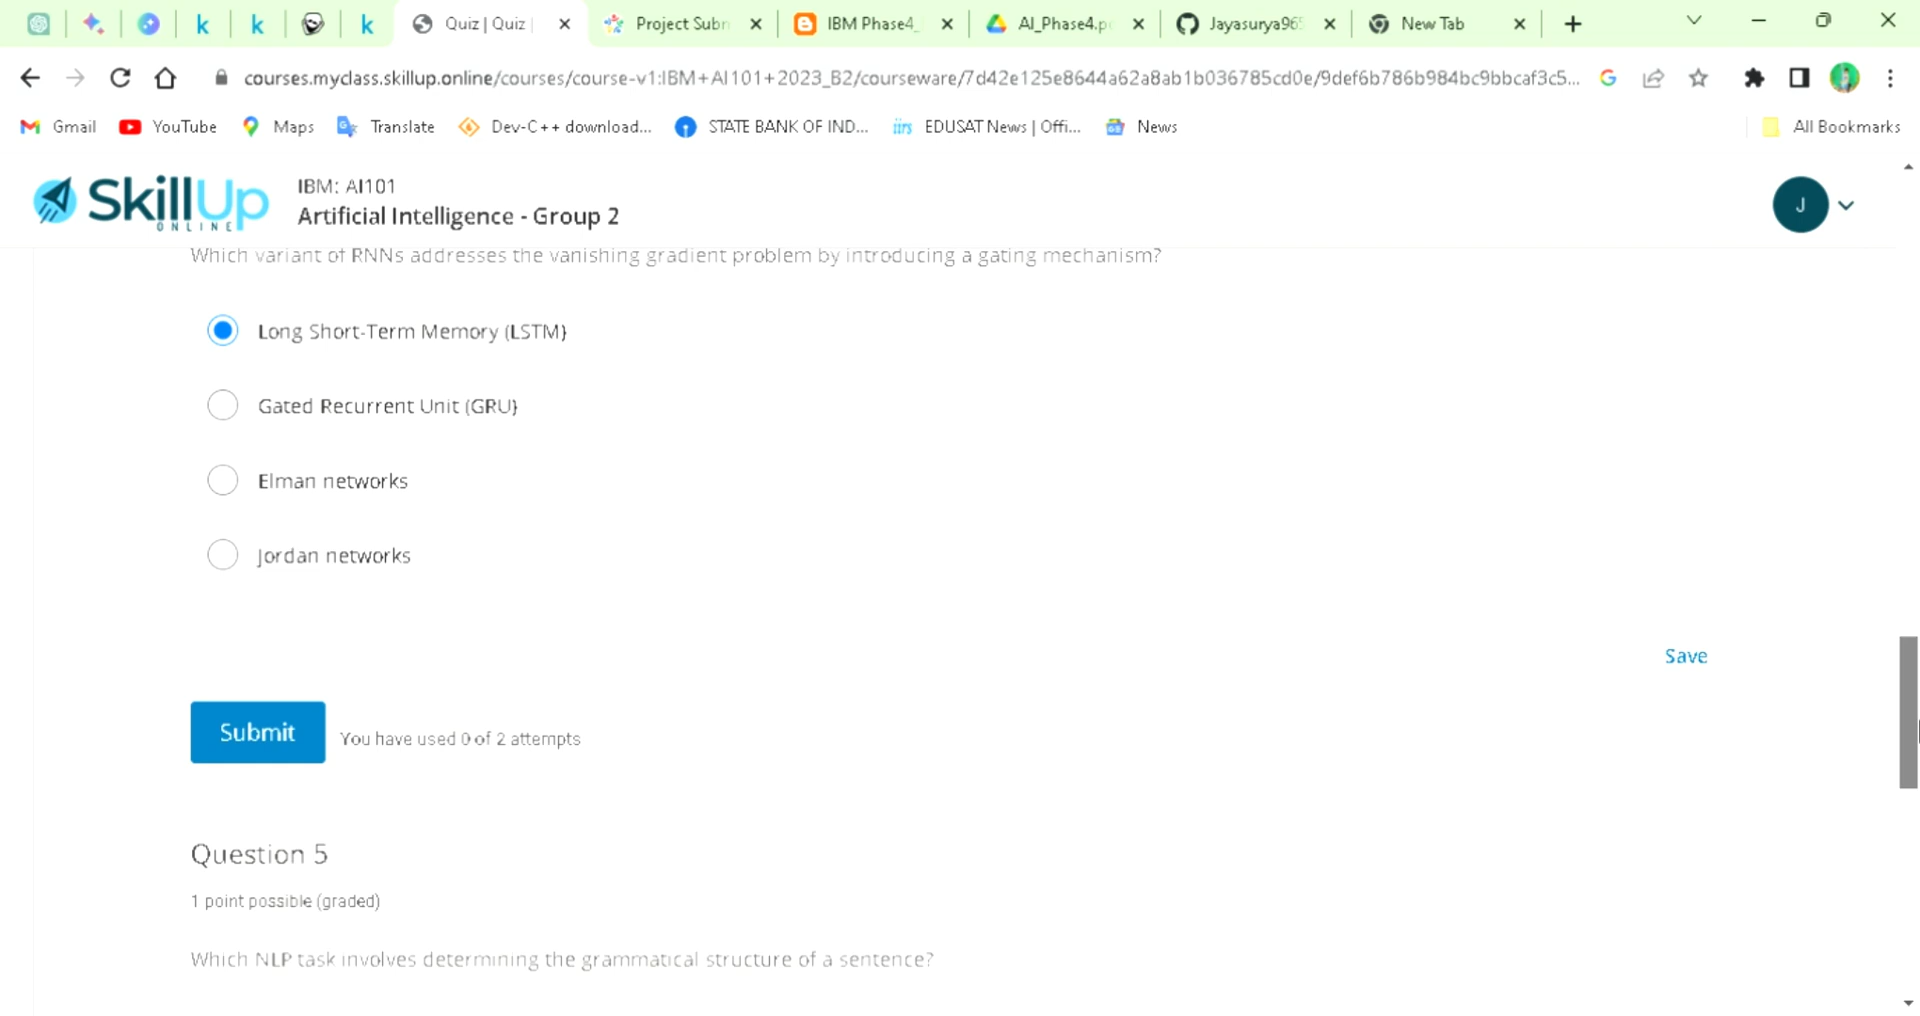 Quiz | Quiz
Project Subn
IBM Phase4_
AI_Phase4.p
Jayasurya965
New Tab
courses.myclass.skillup.online/courses/course-v1:IBM+AI101+2023_B2/courseware/7d42e125e8644a62a8ab1b036785cd0e/9def6b786b984bc9bbcaf3c5...
Gmail
YouTube
Maps
Translate
Dev-C++ download...
STATE BANK OF IND...
iirs
EDUSAT News | Offi...
News
All Bookmarks
SkillUp
ONLINE
IBM: AI101
Artificial Intelligence - Group 2
J
Which variant of RNNs addresses the vanishing gradient problem by introducing a gating mechanism?
Long Short-Term Memory (LSTM)
Gated Recurrent Unit (GRU)
Elman networks
Jordan networks
Save
Submit
You have used 0 of 2 attempts
Question 5
1 point possible (graded)
Which NLP task involves determining the grammatical structure of a sentence?